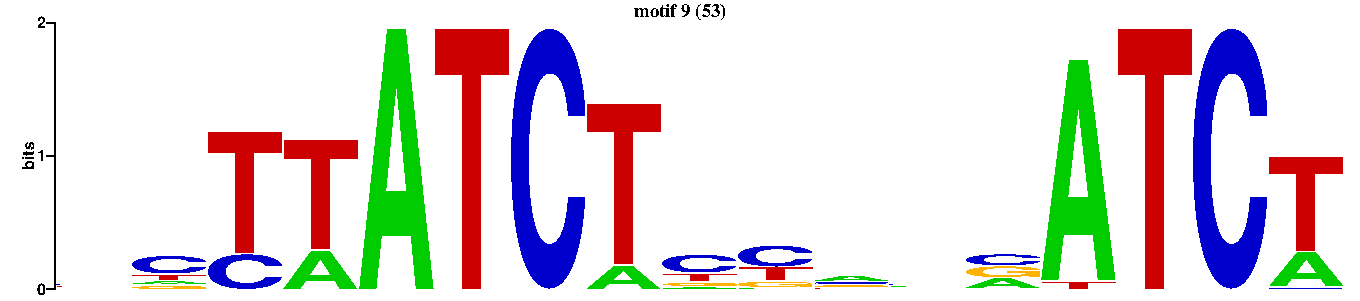 motif 9 (53)
2
bits
1
0
C T T A T C T C C A C A T C T
T C A A T G A T A
A G